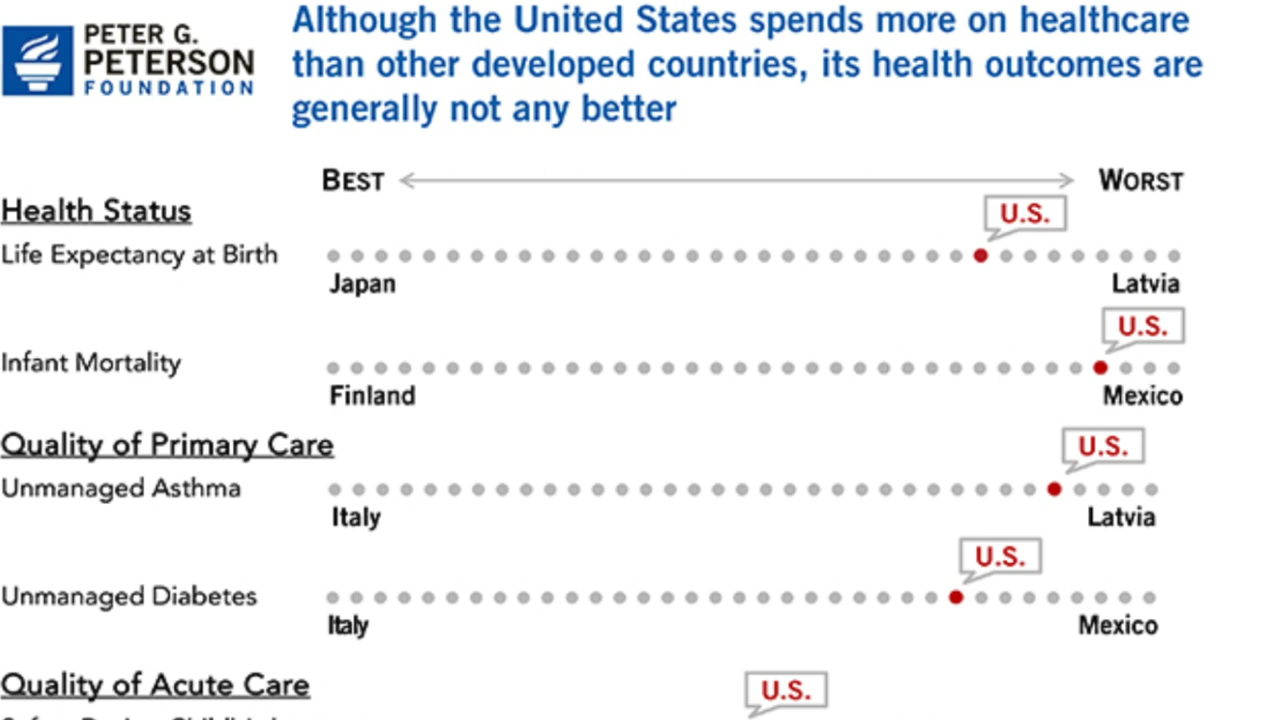 PETER G.
PETERSON
FOUNDATION
Although the United States spends more on healthcare
than other developed countries, its health outcomes are
generally not any better
BEST
WORST
Health Status
U.S.
Life Expectancy at Birth
Japan
Latvia
U.S.
Infant Mortality
Finland
Mexico
Quality of Primary Care
U.S.
Unmanaged Asthma
Italy
Latvia
U.S.
Unmanaged Diabetes
Italy
Mexico
Quality of Acute Care
U.S.